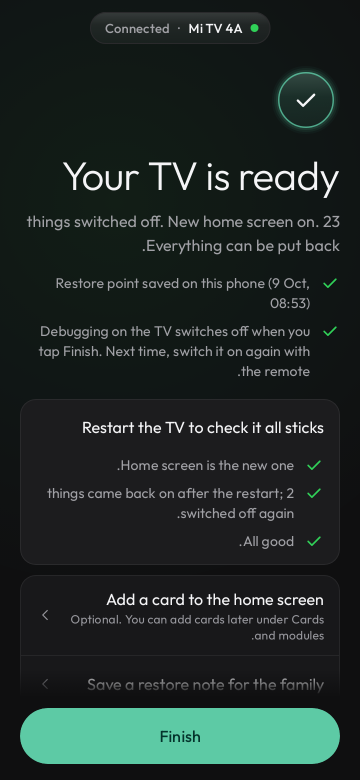 Connected · Mi TV 4A
Your TV is ready
things switched off. New home screen on. 23
.Everything can be put back
Restore point saved on this phone (9 Oct,
08:53)
Debugging on the TV switches off when you
tap Finish. Next time, switch it on again with
.the remote
Restart the TV to check it all sticks
.Home screen is the new one
things came back on after the restart; 2
.switched off again
.All good
Add a card to the home screen
Optional. You can add cards later under Cards
.and modules
Save a restore note for the family
Finish